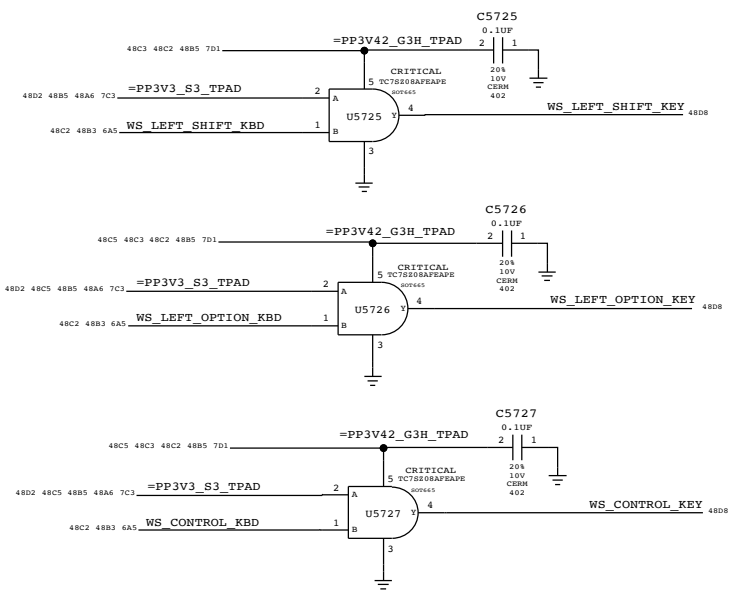 C5725
0.1UF
=PP3V42_G3H_TPAD
2 1
48C3 48C2 48B5 7D1
20%
10V
CERM
402
5
CRITICAL
TC7SZ08AFEAPE
SOT665
48D2 48B5 48A6 7C3
=PP3V3_S3_TPAD
2
A
U5725
Y
4
WS_LEFT_SHIFT_KEY
48D8
48C2 48B3 6A5
WS_LEFT_SHIFT_KBD
1
B
3
C5726
0.1UF
=PP3V42_G3H_TPAD
2 1
48C5 48C3 48C2 48B5 7D1
20%
10V
CERM
402
5
CRITICAL
TC7SZ08AFEAPE
SOT665
48D2 48C5 48B5 48A6 7C3
=PP3V3_S3_TPAD
2
A
U5726
Y
4
WS_LEFT_OPTION_KEY
48D8
48C2 48B3 6A5
WS_LEFT_OPTION_KBD
1
B
3
C5727
0.1UF
=PP3V42_G3H_TPAD
2 1
48C5 48C3 48C2 48B5 7D1
20%
10V
CERM
402
5
CRITICAL
TC7SZ08AFEAPE
SOT665
48D2 48C5 48B5 48A6 7C3
=PP3V3_S3_TPAD
2
A
U5727
Y
4
WS_CONTROL_KEY
48D8
48C2 48B3 6A5
WS_CONTROL_KBD
1
B
3